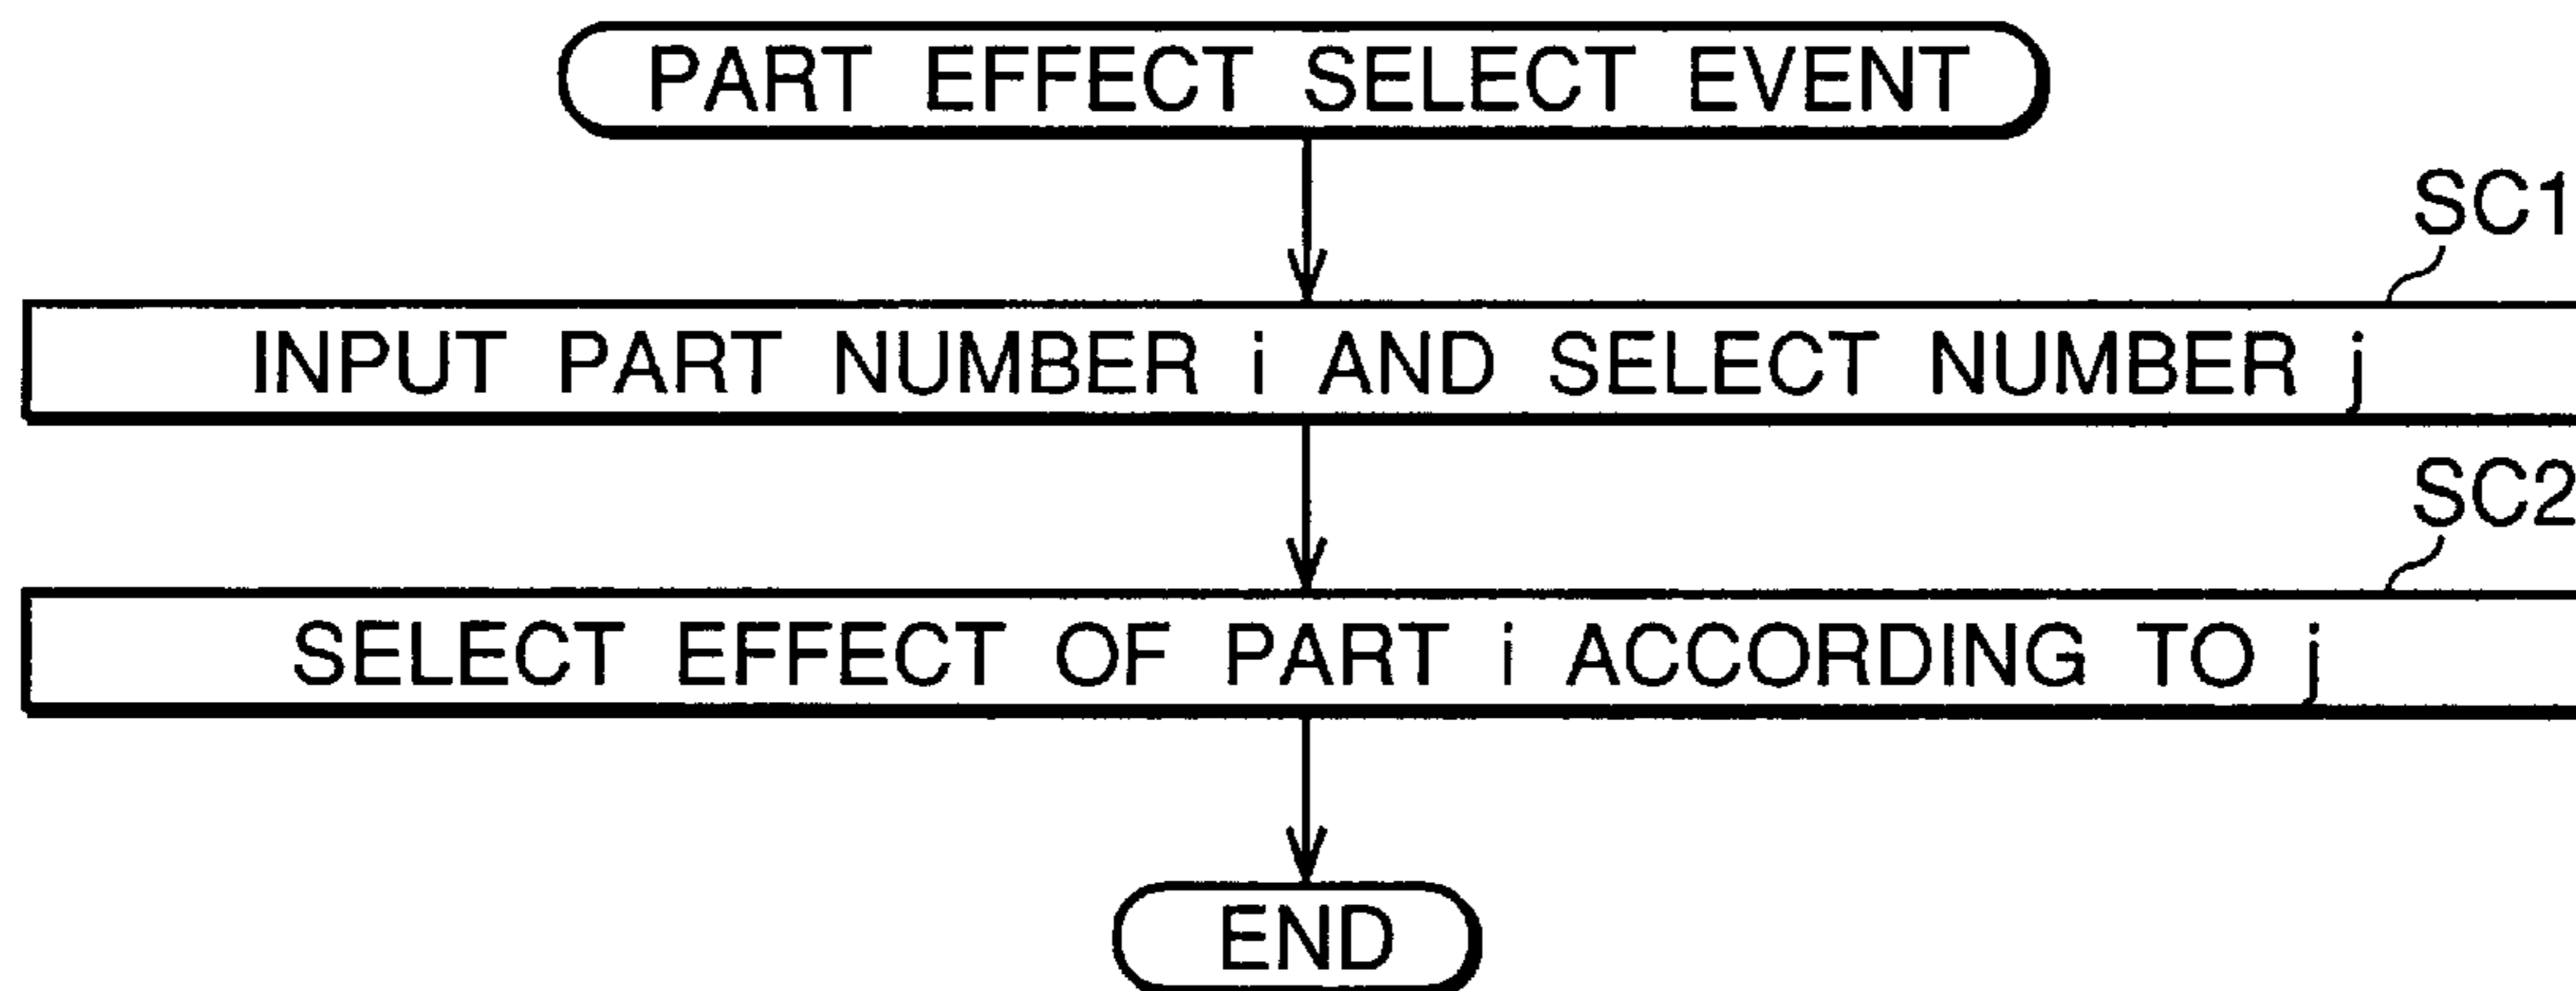 PART EFFECT SELECT EVENT
SC1
INPUT PART NUMBER i AND SELECT NUMBER j
SC2
SELECT EFFECT OF PART i ACCORDING TO j
END